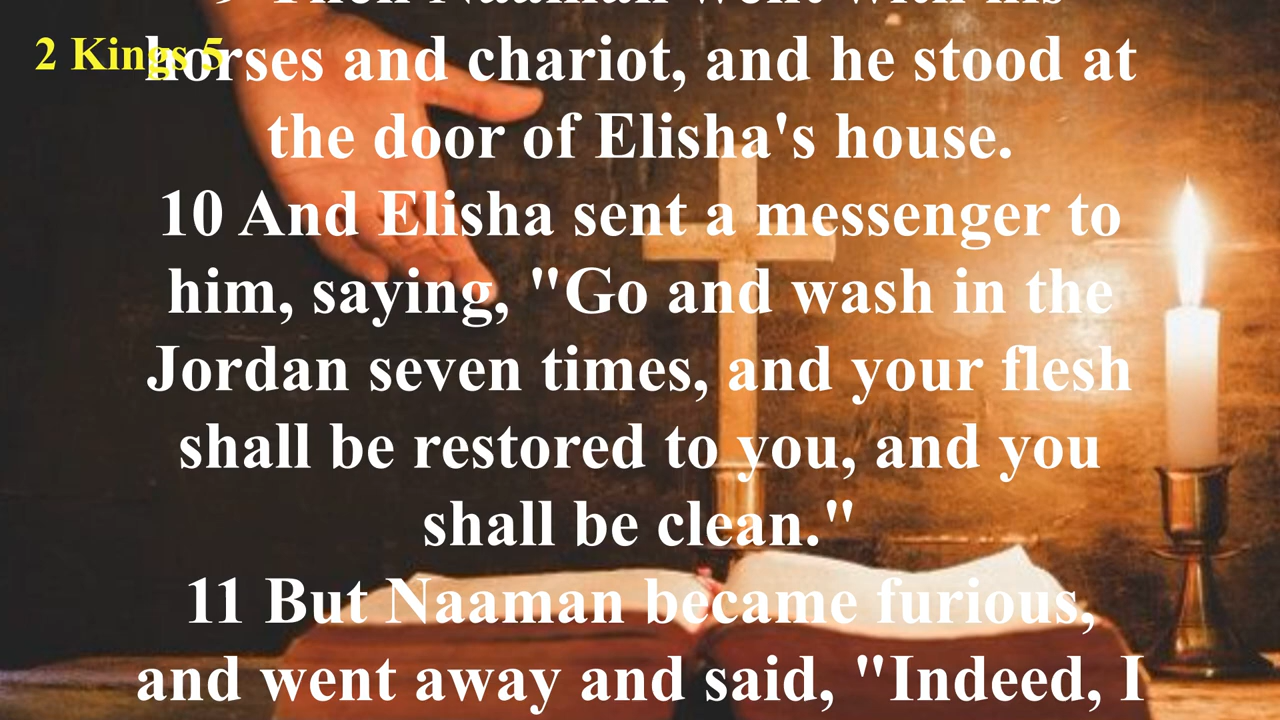 9 Then Naaman went with his
2 Kings 5
horses and chariot, and he stood at
the door of Elisha's house.
10 And Elisha sent a messenger to
him, saying, "Go and wash in the
Jordan seven times, and your flesh
shall be restored to you, and you
shall be clean."
11 But Naaman became furious,
and went away and said, "Indeed, I